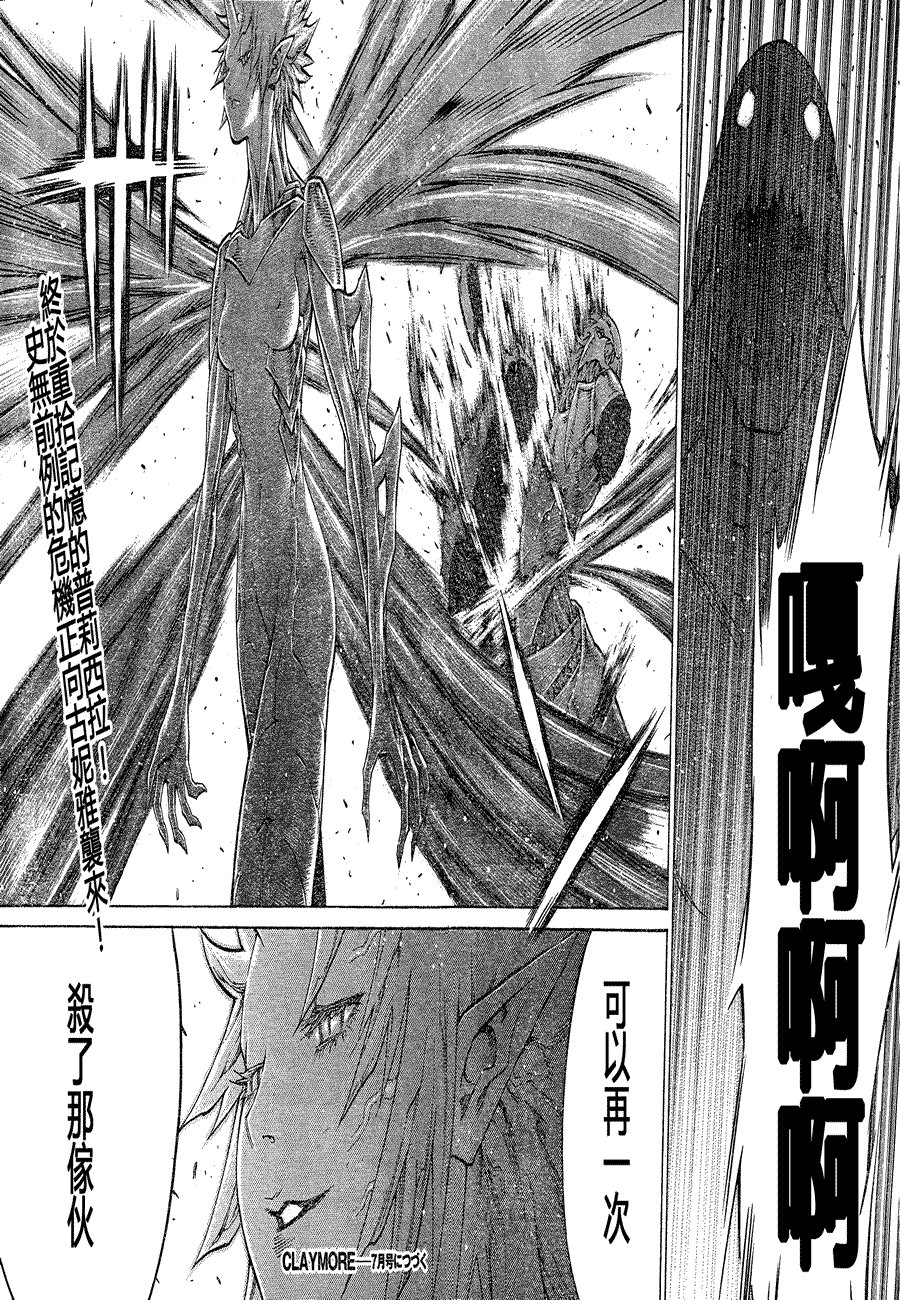 嘎啊啊啊
終於重拾記憶的普莉西拉!!
史無前例的危機正向古妮雅襲來!
可以再一次
殺了那傢伙
CLAYMORE—7月号につづく